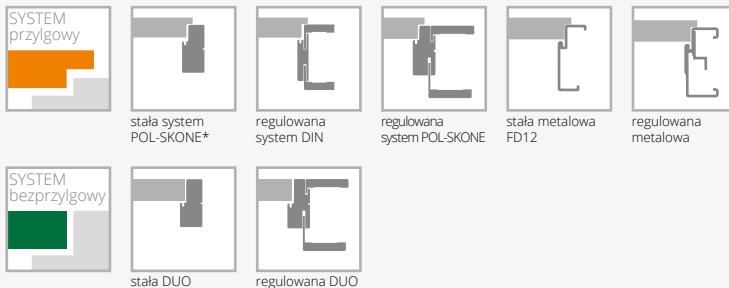 SYSTEM
przylgowy
stała system
POL-SKONE*
regulowana
system DIN
regulowana
system POL-SKONE
stała metalowa
FD12
regulowana
metalowa
SYSTEM
bezprzylgowy
stała DUO
regulowana DUO